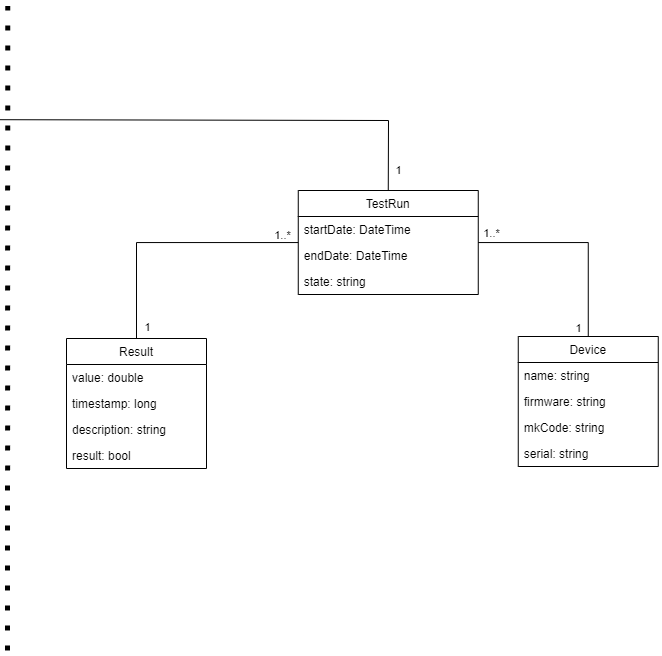 1
TestRun
startDate: DateTime
endDate: DateTime
state: string
1..*
1..*
1
1
Result
value: double
timestamp: long
description: string
result: bool
Device
name: string
firmware: string
mkCode: string
serial: string